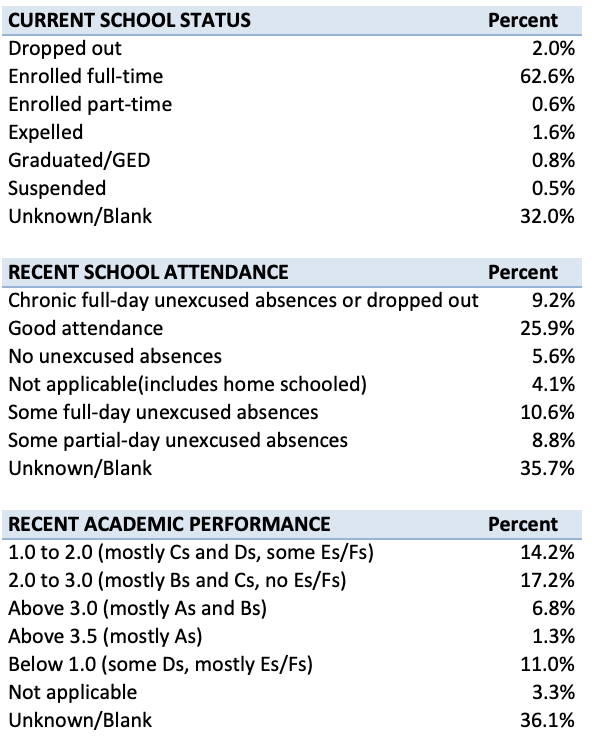 CURRENT SCHOOL STATUS Percent
Dropped out 2.0%
Enrolled full-time 62.6%
Enrolled part-time 0.6%
Expelled 1.6%
Graduated/GED 0.8%
Suspended 0.5%
Unknown/Blank 32.0%
RECENT SCHOOL ATTENDANCE Percent
Chronic full-day unexcused absences or dropped out 9.2%
Good attendance 25.9%
No unexcused absences 5.6%
Not applicable(includes home schooled) 4.1%
Some full-day unexcused absences 10.6%
Some partial-day unexcused absences 8.8%
Unknown/Blank 35.7%
RECENT ACADEMIC PERFORMANCE Percent
1.0 to 2.0 (mostly Cs and Ds, some Es/Fs) 14.2%
2.0 to 3.0 (mostly Bs and Cs, no Es/Fs) 17.2%
Above 3.0 (mostly As and Bs) 6.8%
Above 3.5 (mostly As) 1.3%
Below 1.0 (some Ds, mostly Es/Fs) 11.0%
Not applicable 3.3%
Unknown/Blank 36.1%